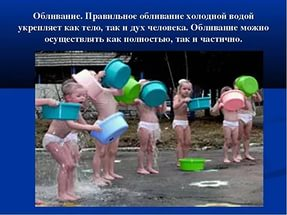 Обливание. Правильное обливание холодной водой
укрепляет как тело, так и дух человека. Обливание можно
осуществлять как полностью, так и частично.